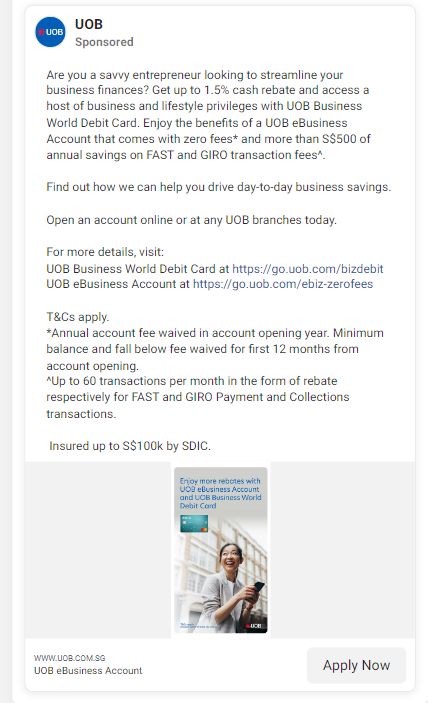 UOB
UOB
Sponsored
Are you a savvy entrepreneur looking to streamline your
business finances? Get up to 1.5% cash rebate and access a
host of business and lifestyle privileges with UOB Business
World Debit Card. Enjoy the benefits of a UOB eBusiness
Account that comes with zero fees* and more than S$500 of
annual savings on FAST and GIRO transaction fees^.
Find out how we can help you drive day-to-day business savings.
Open an account online or at any UOB branches today.
For more details, visit:
UOB Business World Debit Card at https://go.uob.com/bizdebit
UOB eBusiness Account at https://go.uob.com/ebiz-zerofees
T&Cs apply.
*Annual account fee waived in account opening year. Minimum
balance and fall below fee waived for first 12 months from
account opening.
^Up to 60 transactions per month in the form of rebate
respectively for FAST and GIRO Payment and Collections
transactions.
Insured up to S$100k by SDIC.
Enjoy more rebates with
UOB eBusiness Account
and UOB Business World
Debit Card
UOB
WWW.UOB.COM.SG
UOB eBusiness Account
Apply Now